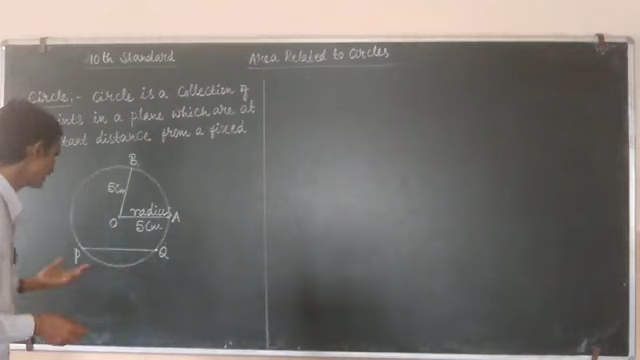 10th Standard
Area Related to Circles
Circle:- Circle is a Collection of
in a plane which are at
distance from a fixed
B
5Cm
radius
O
A
5Cm
P
Q